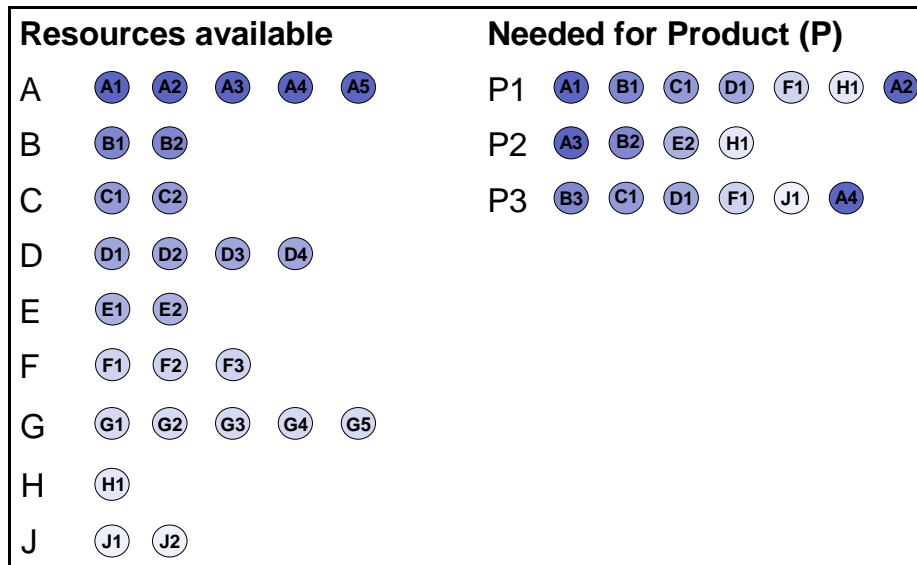 Resources available
A A1 A2 A3 A4 A5
B B1 B2
C C1 C2
D D1 D2 D3 D4
E E1 E2
F F1 F2 F3
G G1 G2 G3 G4 G5
H H1
J J1 J2
Needed for Product (P)
P1 A1 B1 C1 D1 F1 H1 A2
P2 A3 B2 E2 H1
P3 B3 C1 D1 F1 J1 A4